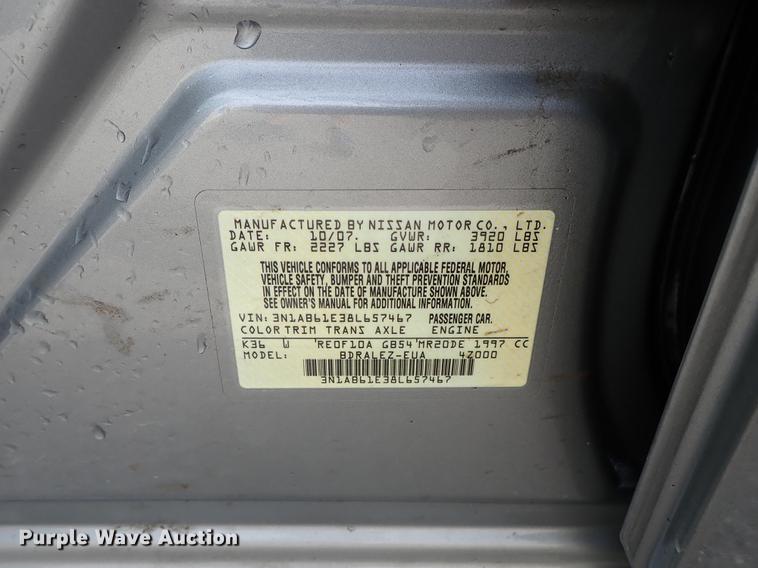 MANUFACTURED BY NISSAN MOTOR CO., LTD.
DATE: 10/07. GVWR: 3920 LBS
GAWR FR: 2227 LBS GAWR RR: 1810 LBS
THIS VEHICLE CONFORMS TO ALL APPLICABLE FEDERAL MOTOR,
VEHICLE SAFETY, BUMPER AND THEFT PREVENTION STANDARDS
IN EFFECT ON THE DATE OF MANUFACTURE SHOWN ABOVE.
SEE OWNER'S MANUAL FOR ADDITIONAL INFORMATION.
VIN: 3N1AB61E38L657467 PASSENGER CAR.
COLOR TRIM TRANS AXLE ENGINE
K36 W RE0F10A GB54 MR20DE 1997 CC
MODEL: BDRALEZ-EUA 4Z000
3N1AB61E38L657467
Purple Wave Auction